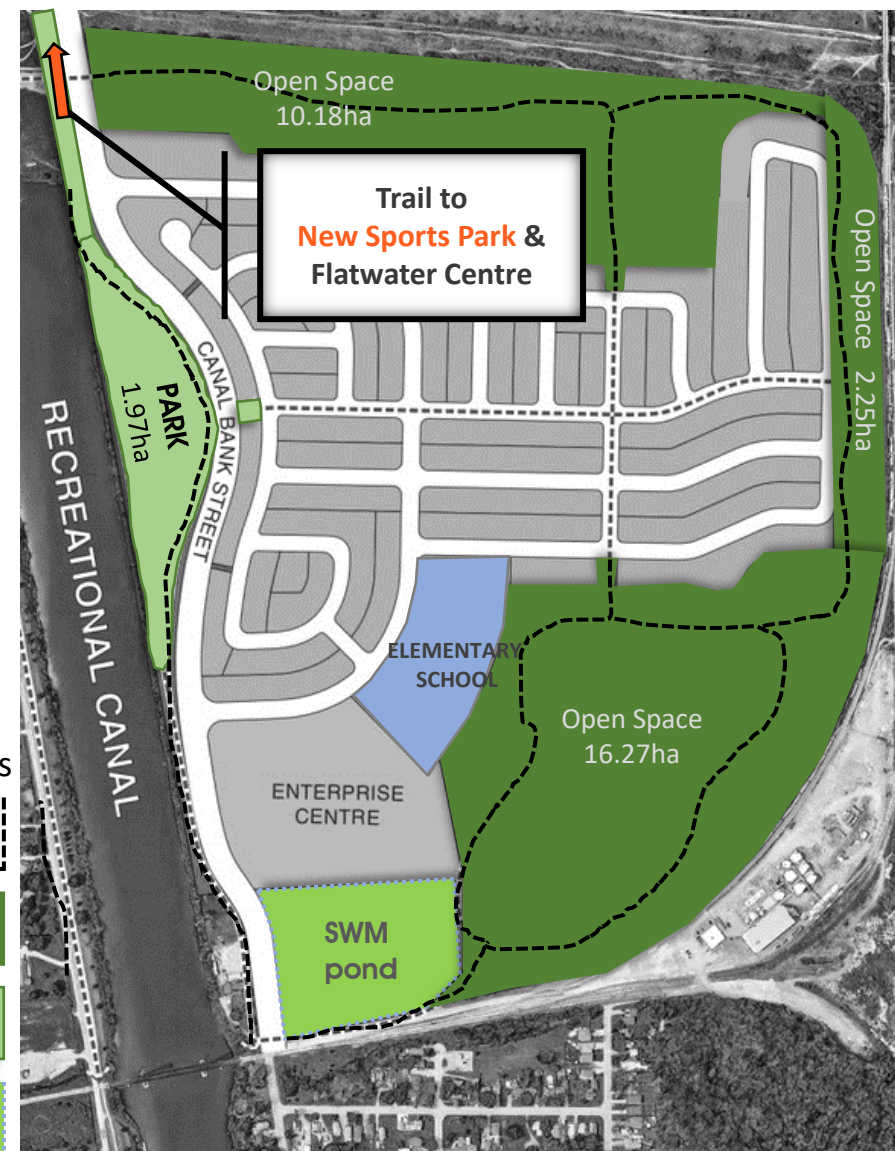 Open Space
10.18ha
Trail to
New Sports Park &
Flatwater Centre
Open Space 2.25ha
PARK
1.97ha
CANAL BANK STREET
RECREATIONAL CANAL
ELEMENTARY
SCHOOL
Open Space
16.27ha
s
ENTERPRISE
CENTRE
SWM
pond